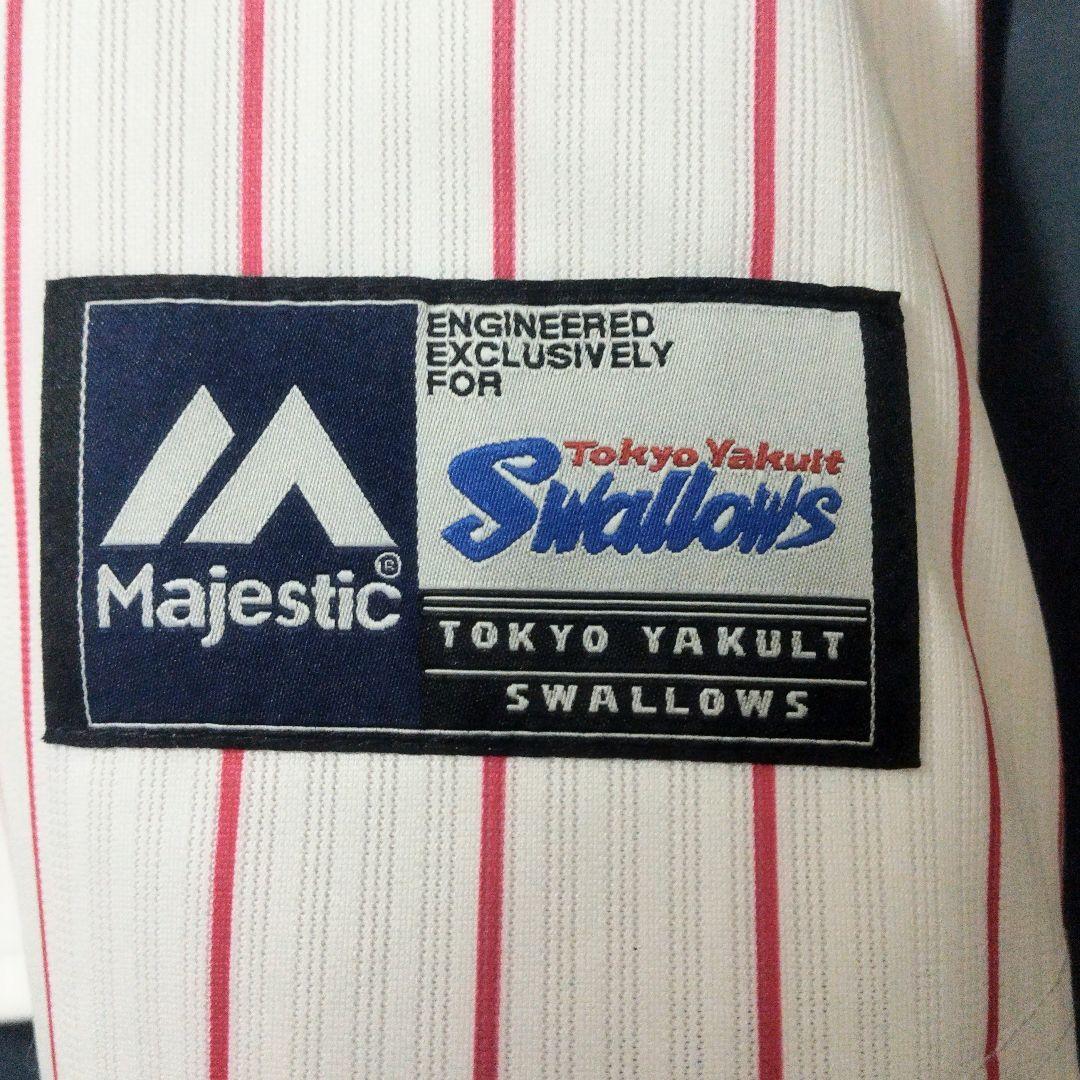 ENGINEERED
EXCLUSIVELY
FOR
Tokyo Yakult
Swallows
Majestic®
TOKYO YAKULT
SWALLOWS